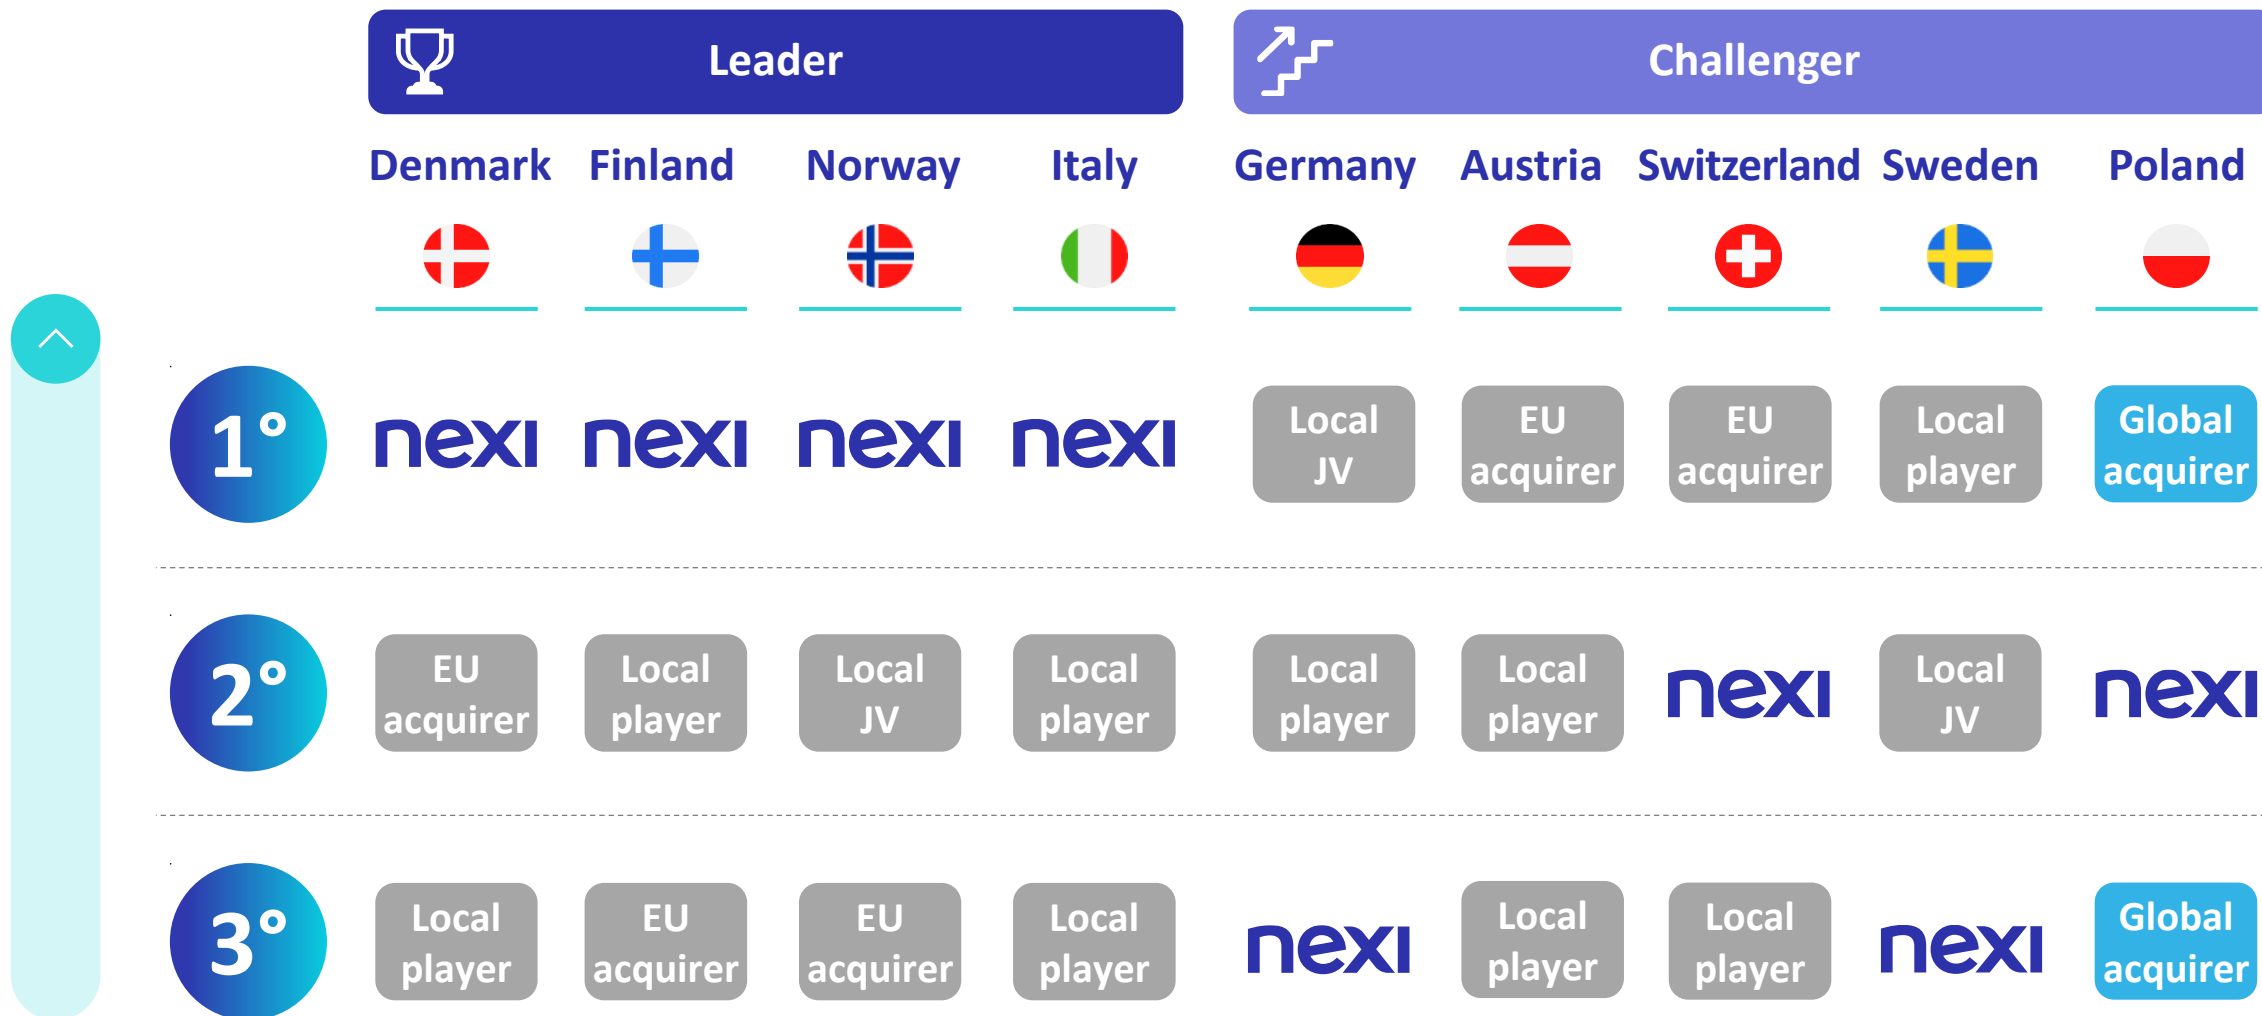 Leader
Challenger
Denmark Finland Norway Italy Germany Austria Switzerland Sweden Poland
1° nexi nexi nexi nexi Local JV EU acquirer EU acquirer Local player Global acquirer
2° EU acquirer Local player Local JV Local player Local player Local player nexi Local JV nexi
3° Local player EU acquirer EU acquirer Local player nexi Local player Local player nexi Global acquirer